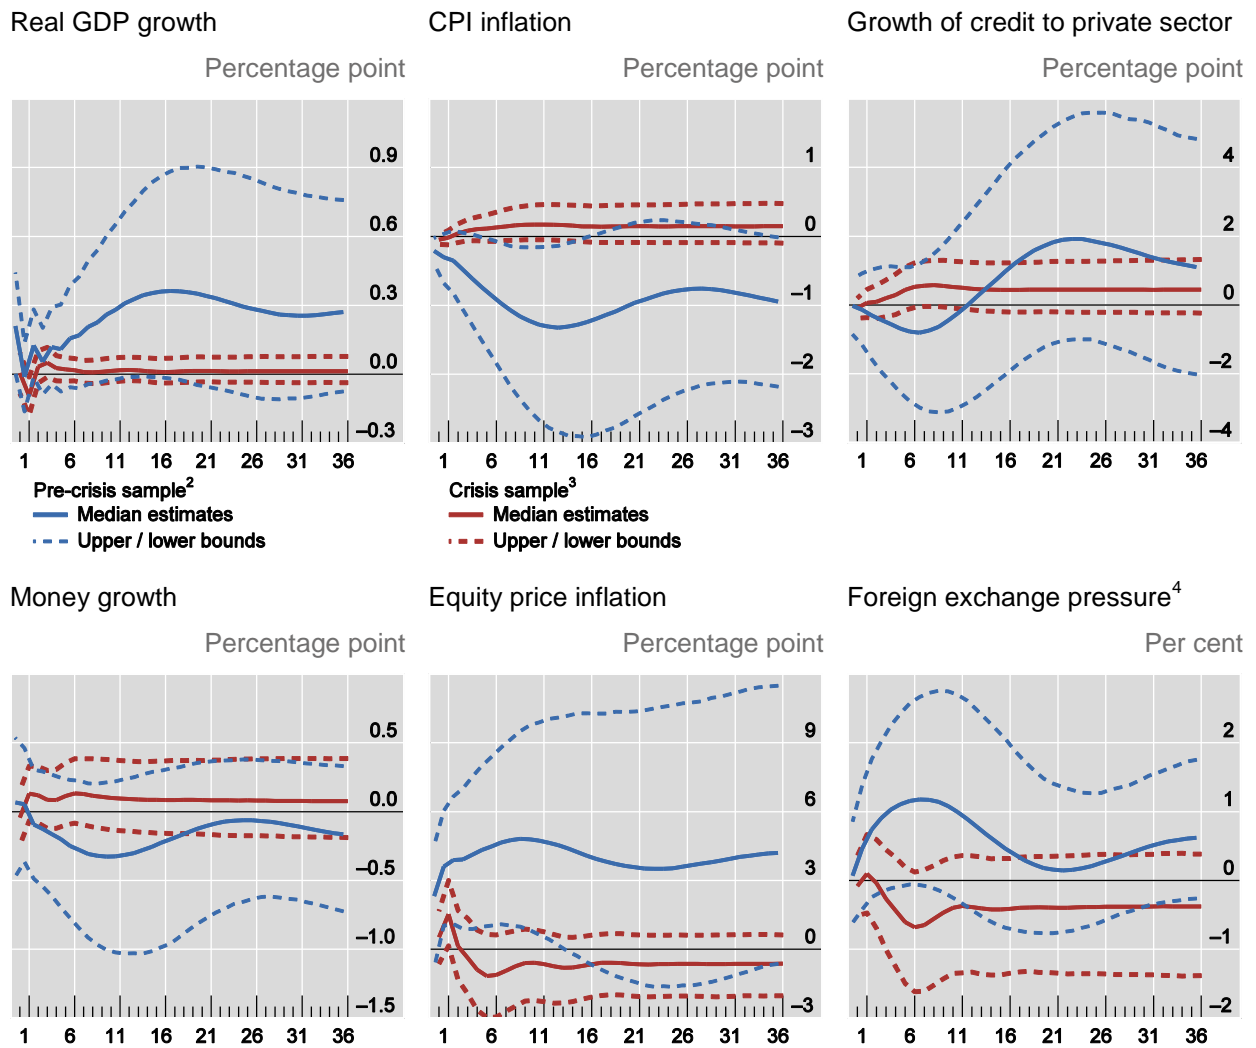 Real GDP growth
CPI inflation
Growth of credit to private sector
Percentage point
Percentage point
Percentage point
0.9
0.6
0.3
0.0
–0.3
1 6 11 16 21 26 31 36
1
0
–1
–2
–3
1 6 11 16 21 26 31 36
4
2
0
–2
–4
1 6 11 16 21 26 31 36
Pre-crisis sample²
Median estimates
Upper / lower bounds
Crisis sample³
Median estimates
Upper / lower bounds
Money growth
Equity price inflation
Foreign exchange pressure⁴
Percentage point
Percentage point
Per cent
0.5
0.0
–0.5
–1.0
–1.5
1 6 11 16 21 26 31 36
9
6
3
0
–3
1 6 11 16 21 26 31 36
2
1
0
–1
–2
1 6 11 16 21 26 31 36